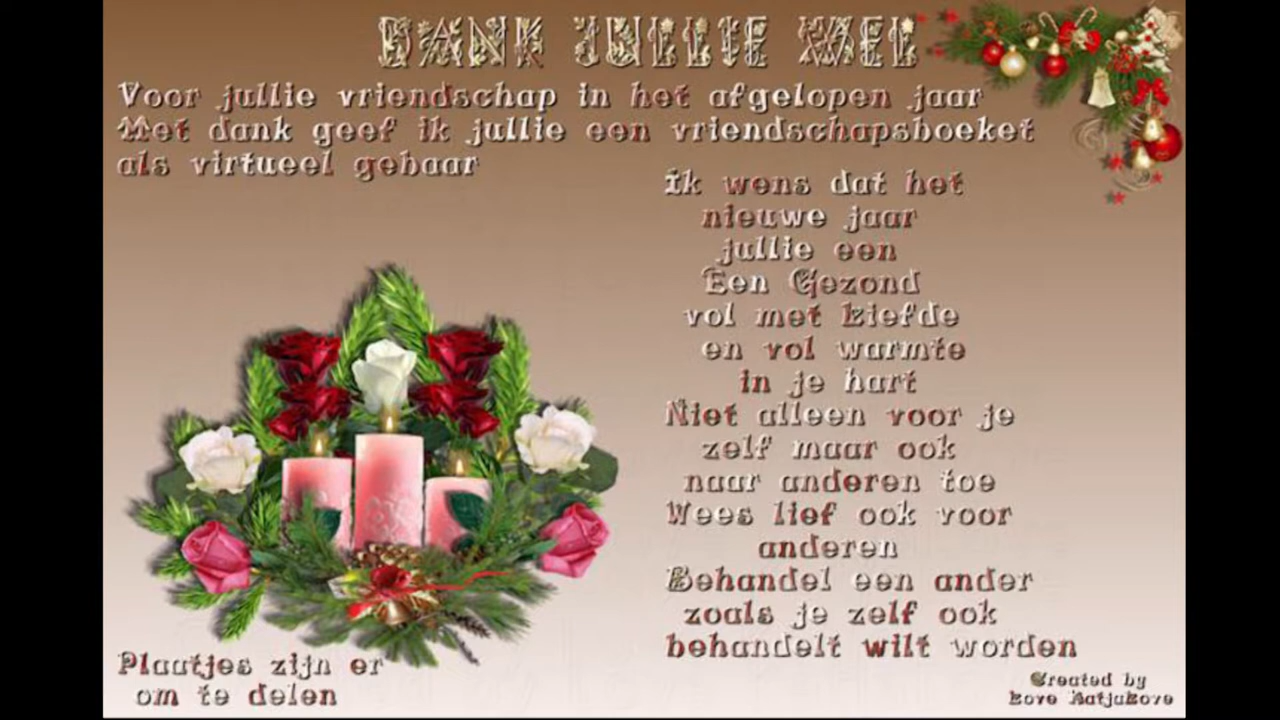 DANK JULLIE WEL
Voor jullie vriendschap in het afgelopen jaar
Met dank geef ik jullie een vriendschapsboeket
als virtueel gebaar
Ik wens dat het
nieuwe jaar
jullie een
Een Gezond
vol met Liefde
en vol warmte
in je hart
Niet alleen voor je
zelf maar ook
naar anderen toe
Wees lief ook voor
anderen
Behandel een ander
zoals je zelf ook
behandelt wilt worden
Plaatjes zijn er
om te delen
Created by
Love KatjaLove